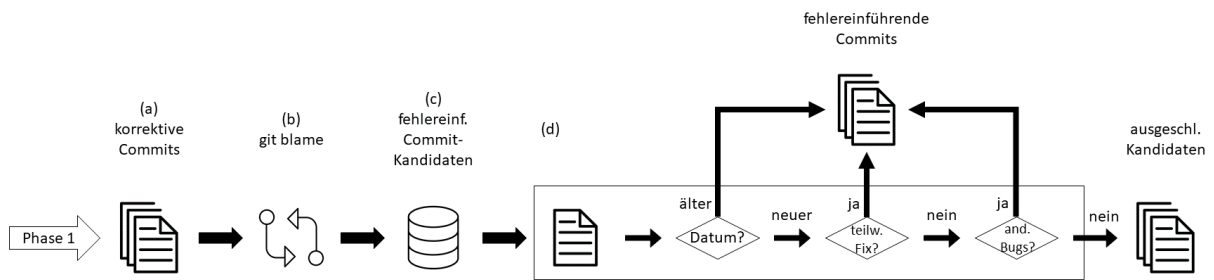 fehlereinführende
Commits
(a)
korrektive
Commits
(b)
git blame
(c)
fehlereinf.
Commit-
Kandidaten
(d)
ausgeschl.
Kandidaten
Phase 1
älter
Datum?
neuer
ja
teilw.
Fix?
nein
ja
and.
Bugs?
nein